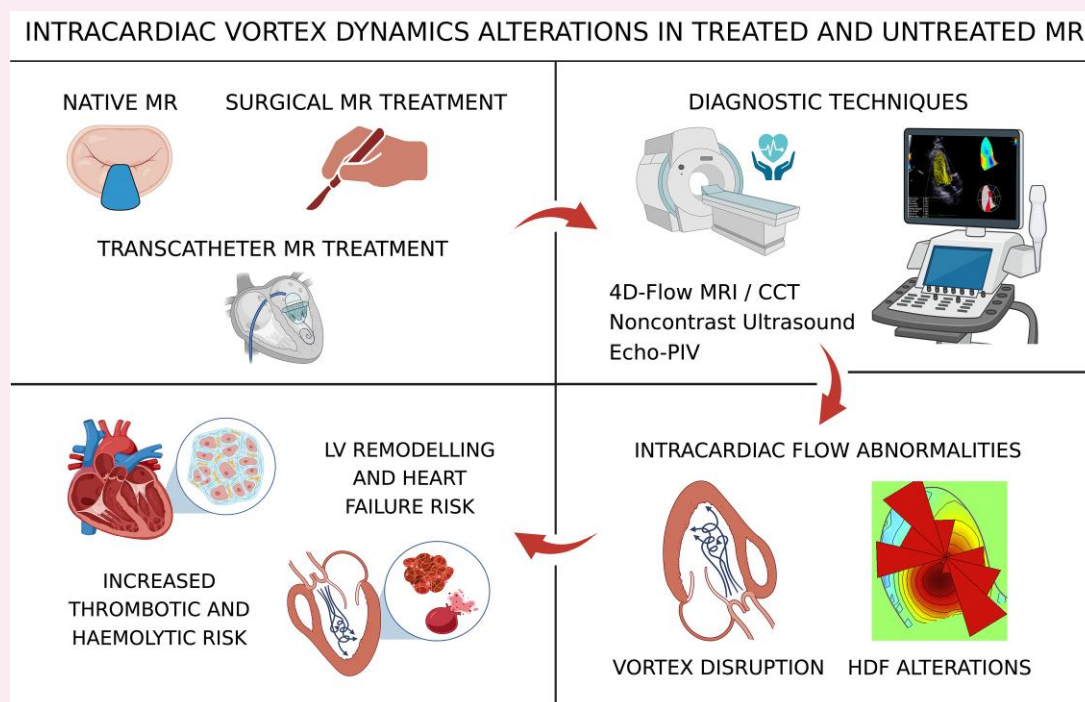 INTRACARDIAC VORTEX DYNAMICS ALTERATIONS IN TREATED AND UNTREATED MR
NATIVE MR
SURGICAL MR TREATMENT
TRANSCATHETER MR TREATMENT
DIAGNOSTIC TECHNIQUES
4D-Flow MRI / CCT
Noncontrast Ultrasound
Echo-PIV
INTRACARDIAC FLOW ABNORMALITIES
VORTEX DISRUPTION
HDF ALTERATIONS
LV REMODELLING
AND HEART
FAILURE RISK
INCREASED
THROMBOTIC AND
HAEMOLYTIC RISK